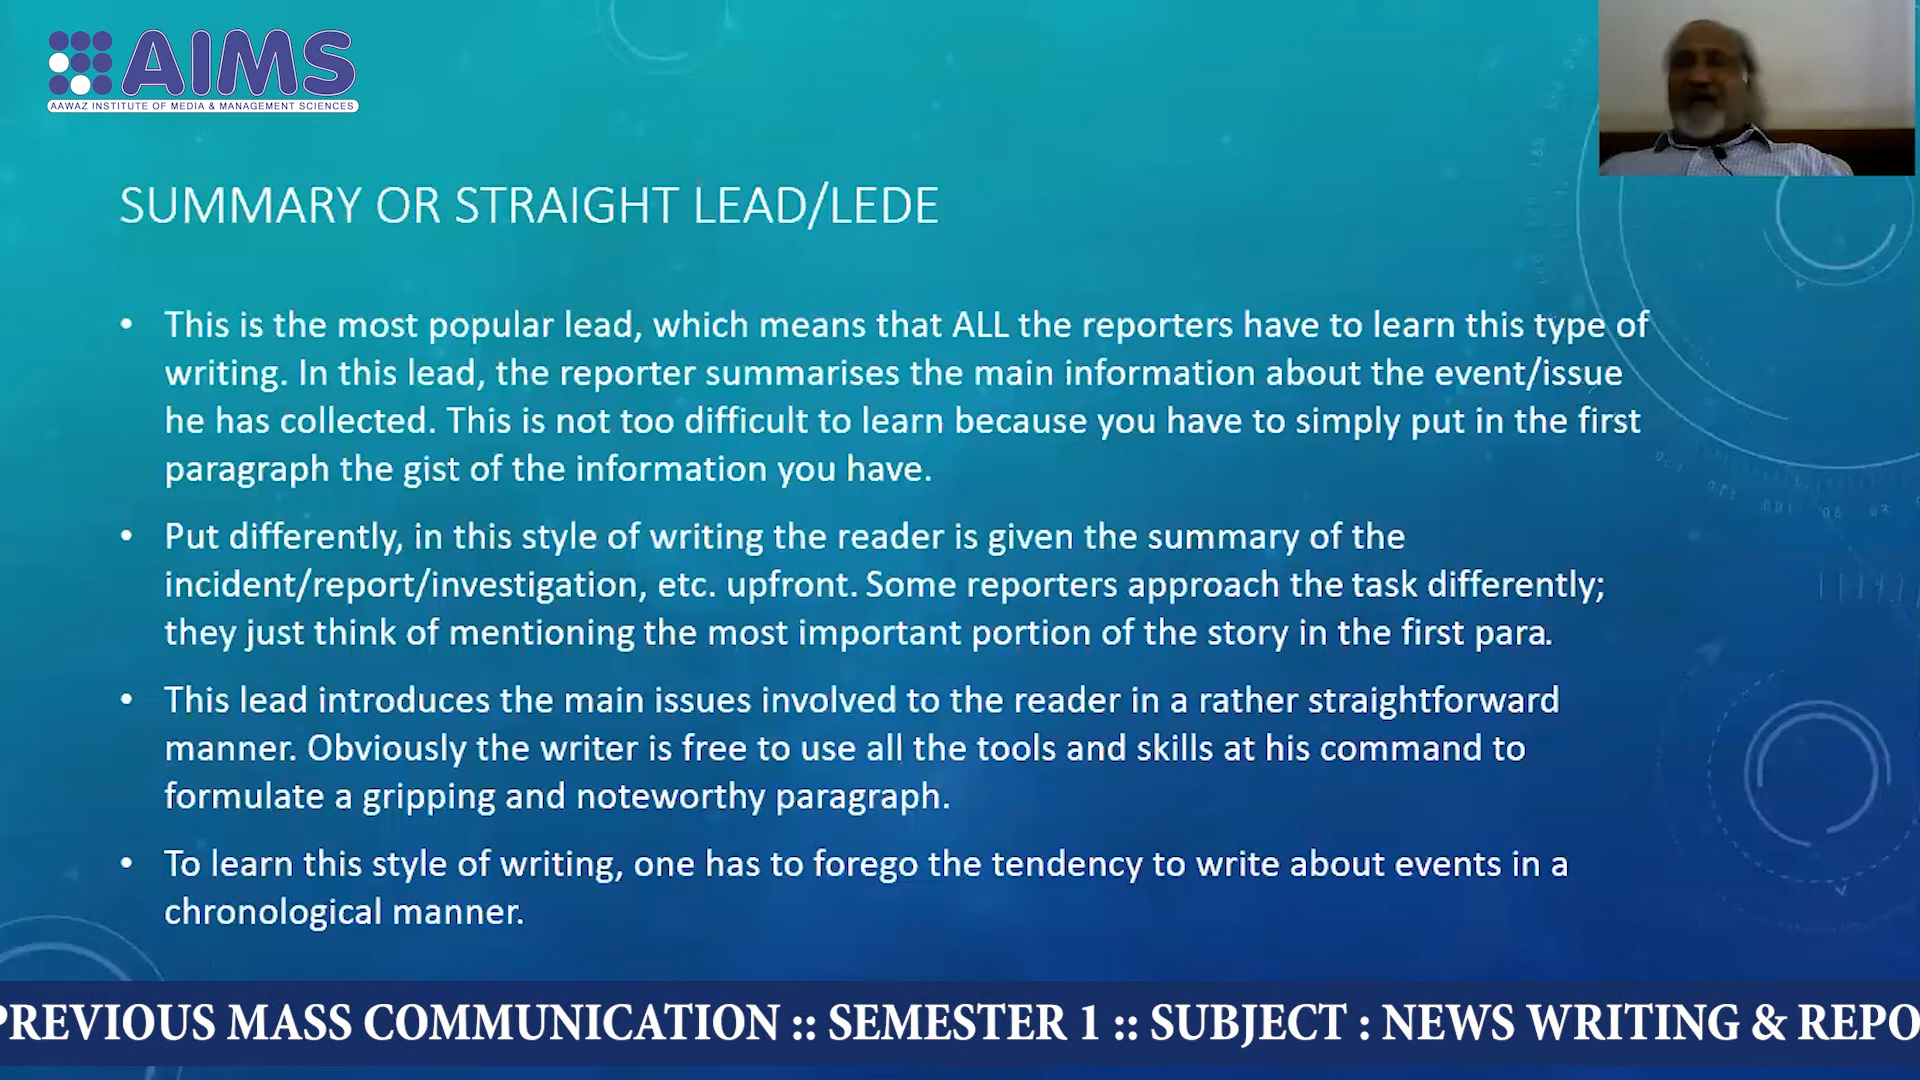 AIMS
AAWAZ INSTITUTE OF MEDIA & MANAGEMENT SCIENCES
SUMMARY OR STRAIGHT LEAD/LEDE
• This is the most popular lead, which means that ALL the reporters have to learn this type of
writing. In this lead, the reporter summarises the main information about the event/issue
he has collected. This is not too difficult to learn because you have to simply put in the first
paragraph the gist of the information you have.
• Put differently, in this style of writing the reader is given the summary of the
incident/report/investigation, etc. upfront. Some reporters approach the task differently;
they just think of mentioning the most important portion of the story in the first para.
• This lead introduces the main issues involved to the reader in a rather straightforward
manner. Obviously the writer is free to use all the tools and skills at his command to
formulate a gripping and noteworthy paragraph.
• To learn this style of writing, one has to forego the tendency to write about events in a
chronological manner.
PREVIOUS MASS COMMUNICATION :: SEMESTER 1 :: SUBJECT : NEWS WRITING & REPO